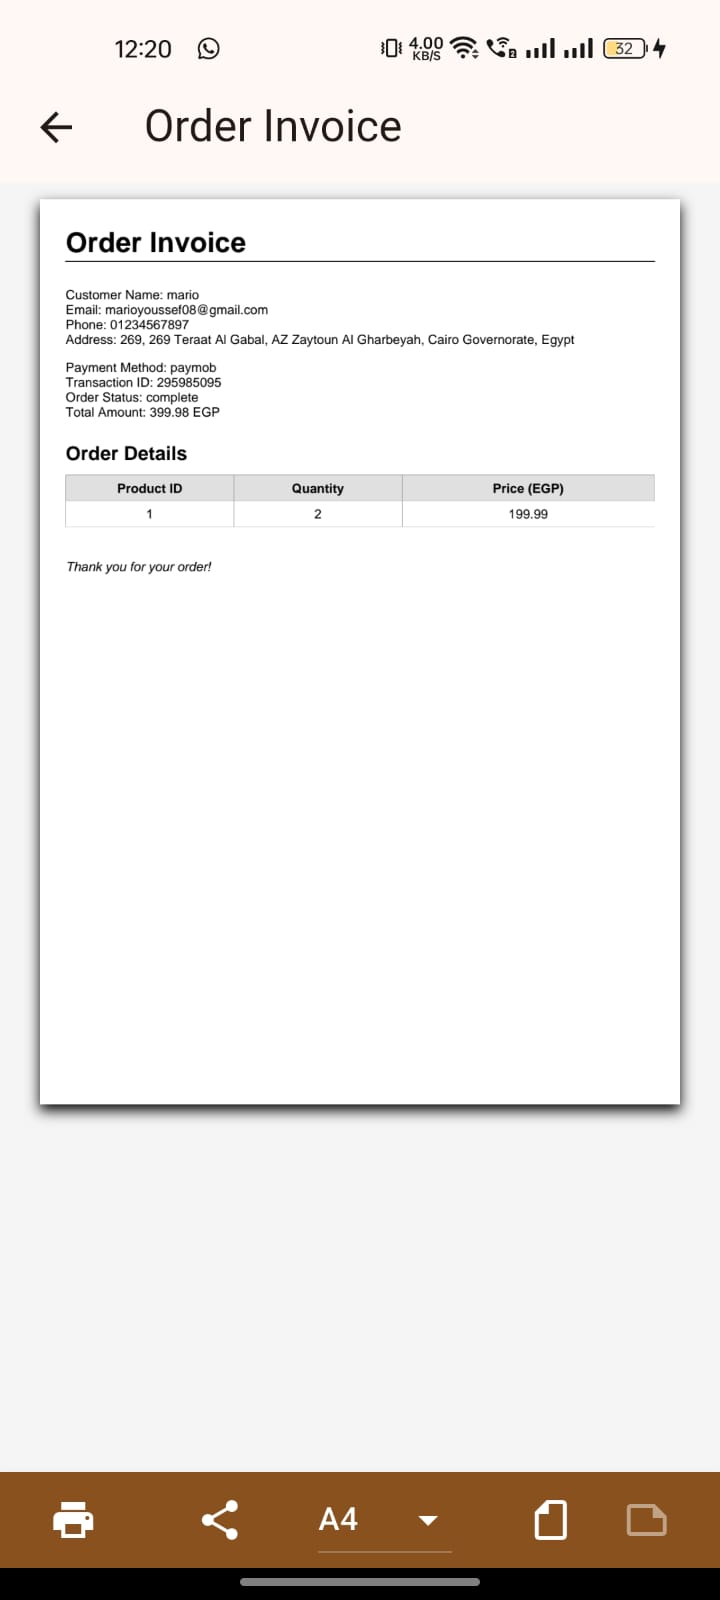 12:20 4.00 KB/S 2 32
Order Invoice
Order Invoice
Customer Name: mario
Email: marioyoussef08@gmail.com
Phone: 01234567897
Address: 269, 269 Teraat Al Gabal, AZ Zaytoun Al Gharbeyah, Cairo Governorate, Egypt
Payment Method: paymob
Transaction ID: 295985095
Order Status: complete
Total Amount: 399.98 EGP
Order Details
Product ID Quantity Price (EGP)
1 2 199.99
Thank you for your order!
A4